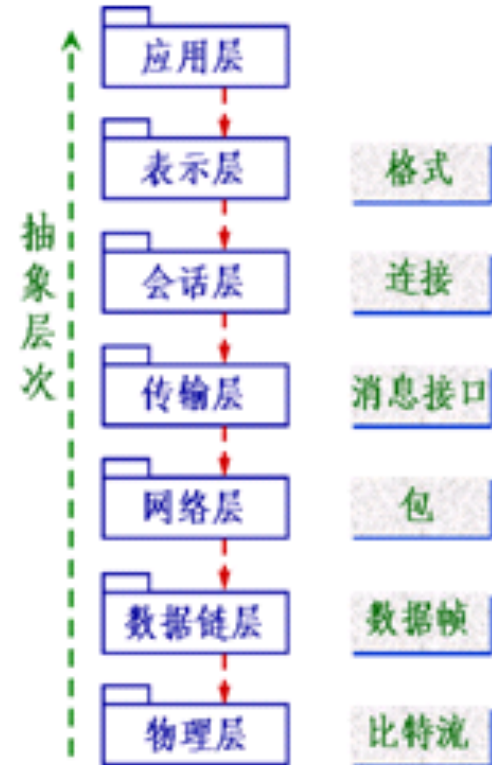 应用层
表示层
格式
会话层
连接
抽象层次
传输层
消息接口
网络层
包
数据链层
数据帧
物理层
比特流